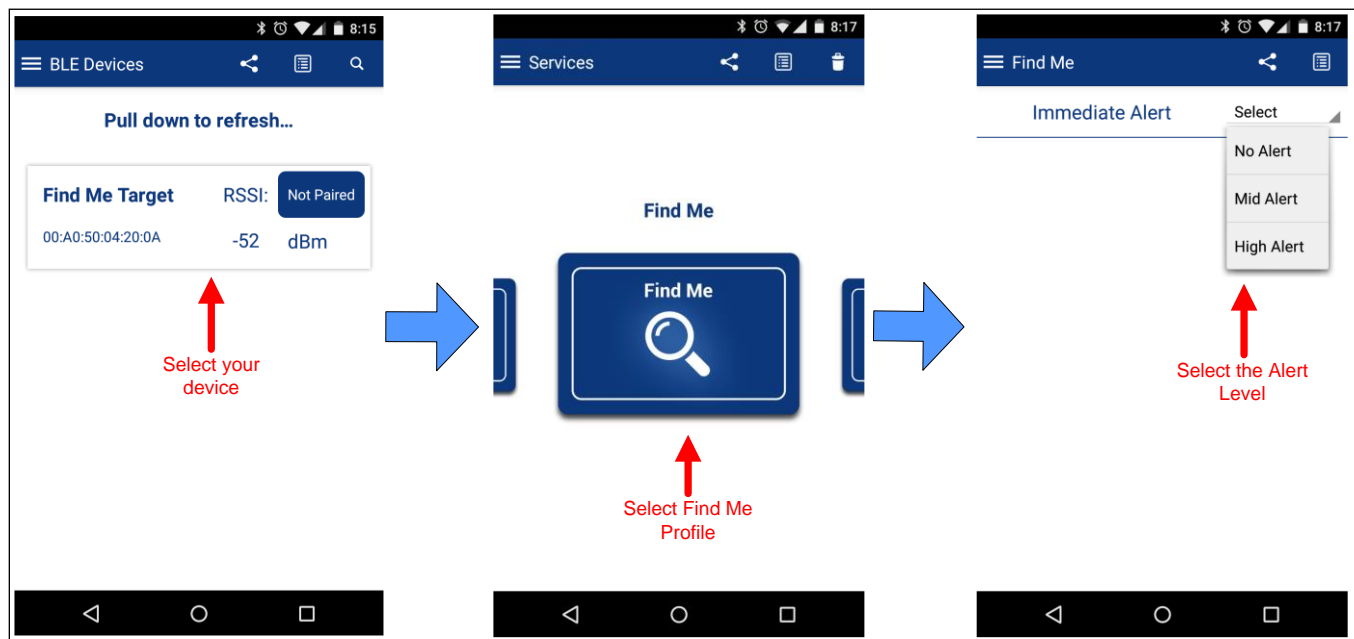 8:15
BLE Devices
Pull down to refresh...
Find Me Target RSSI: Not Paired
00:A0:50:04:20:0A -52 dBm
Select your
device
8:17
Services
Find Me
Find Me
Select Find Me
Profile
8:17
Find Me
Immediate Alert Select
No Alert
Mid Alert
High Alert
Select the Alert
Level